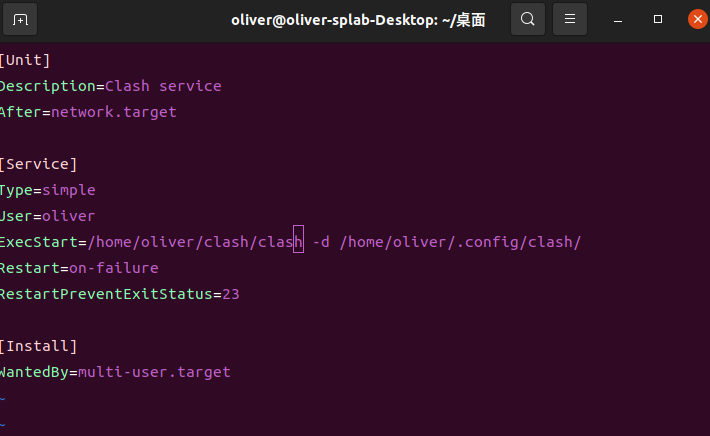 oliver@oliver-splab-Desktop: ~/桌面
[Unit]
Description=Clash service
After=network.target
[Service]
Type=simple
User=oliver
ExecStart=/home/oliver/clash/clash -d /home/oliver/.config/clash/
Restart=on-failure
RestartPreventExitStatus=23
[Install]
WantedBy=multi-user.target
~
~